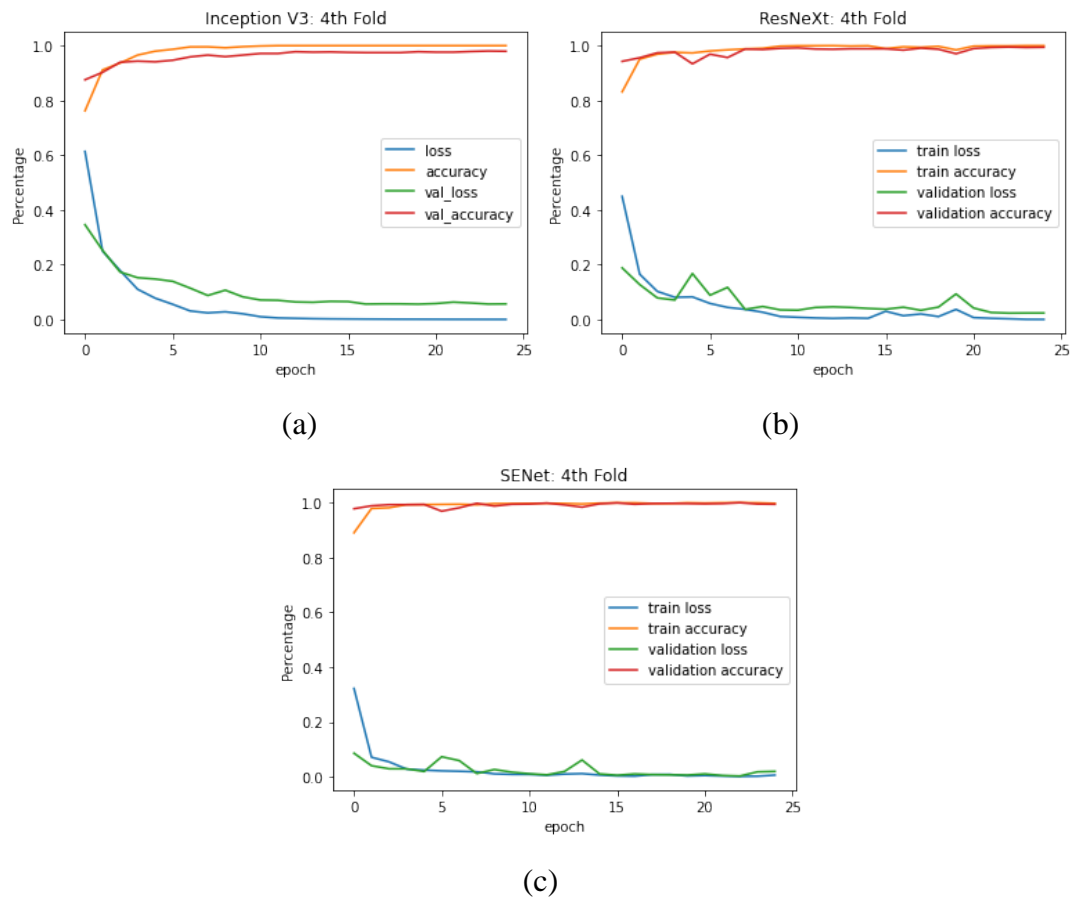 Inception V3: 4th Fold
1.0
0.8
0.6
0.4
0.2
0.0
Percentage
loss
accuracy
val_loss
val_accuracy
0 5 10 15 20 25
epoch
(a)
ResNeXt: 4th Fold
1.0
0.8
0.6
0.4
0.2
0.0
Percentage
train loss
train accuracy
validation loss
validation accuracy
0 5 10 15 20 25
epoch
(b)
SENet: 4th Fold
1.0
0.8
0.6
0.4
0.2
0.0
Percentage
train loss
train accuracy
validation loss
validation accuracy
0 5 10 15 20 25
epoch
(c)